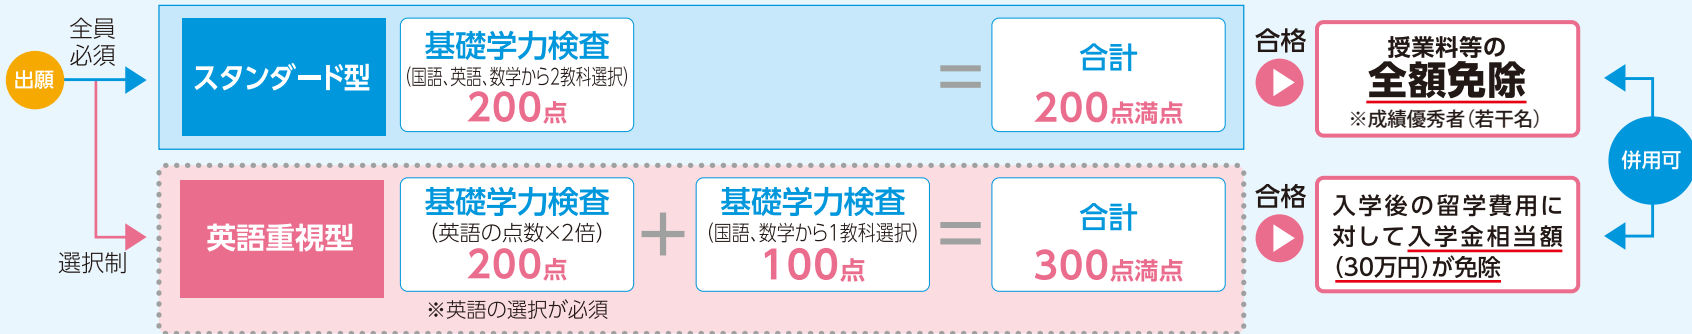 出願
全員
必須
スタンダード型
基礎学力検査
(国語、英語、数学から2教科選択)
200点
=
合計
200点満点
合格
授業料等の
全額免除
※成績優秀者(若干名)
選択制
英語重視型
基礎学力検査
(英語の点数×2倍)
200点
※英語の選択が必須
+
基礎学力検査
(国語、数学から1教科選択)
100点
=
合計
300点満点
合格
入学後の留学費用に
対して入学金相当額
(30万円)が免除
併用可